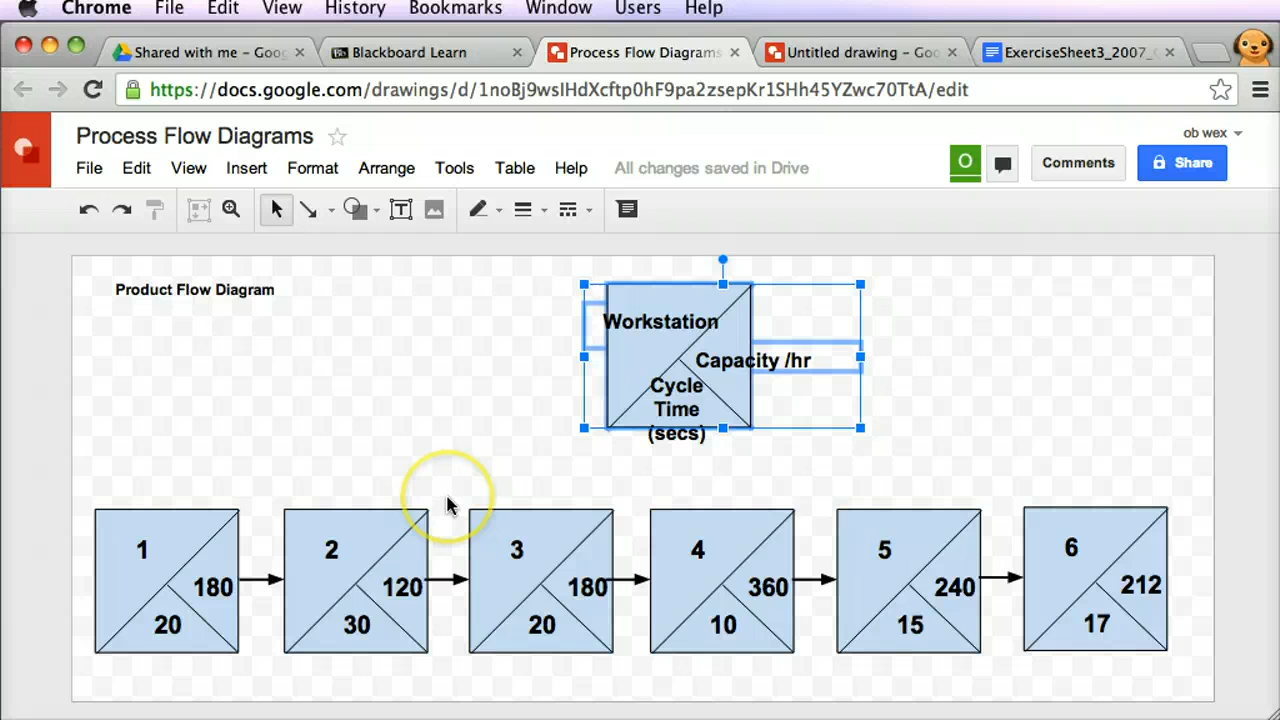 Chrome File Edit View History Bookmarks Window Users Help
Shared with me - Goo
Blackboard Learn
Process Flow Diagrams
Untitled drawing - Goo
ExerciseSheet3_2007_
https://docs.google.com/drawings/d/1noBj9wslHdXcftp0hF9pa2zsepKr1SHh45YZwc70TtA/edit
Process Flow Diagrams
ob wex
File Edit View Insert Format Arrange Tools Table Help All changes saved in Drive
O
Comments
Share
Product Flow Diagram
Workstation
Capacity /hr
Cycle
Time
(secs)
1 2 3 4 5 6
180 120 180 360 240 212
20 30 20 10 15 17